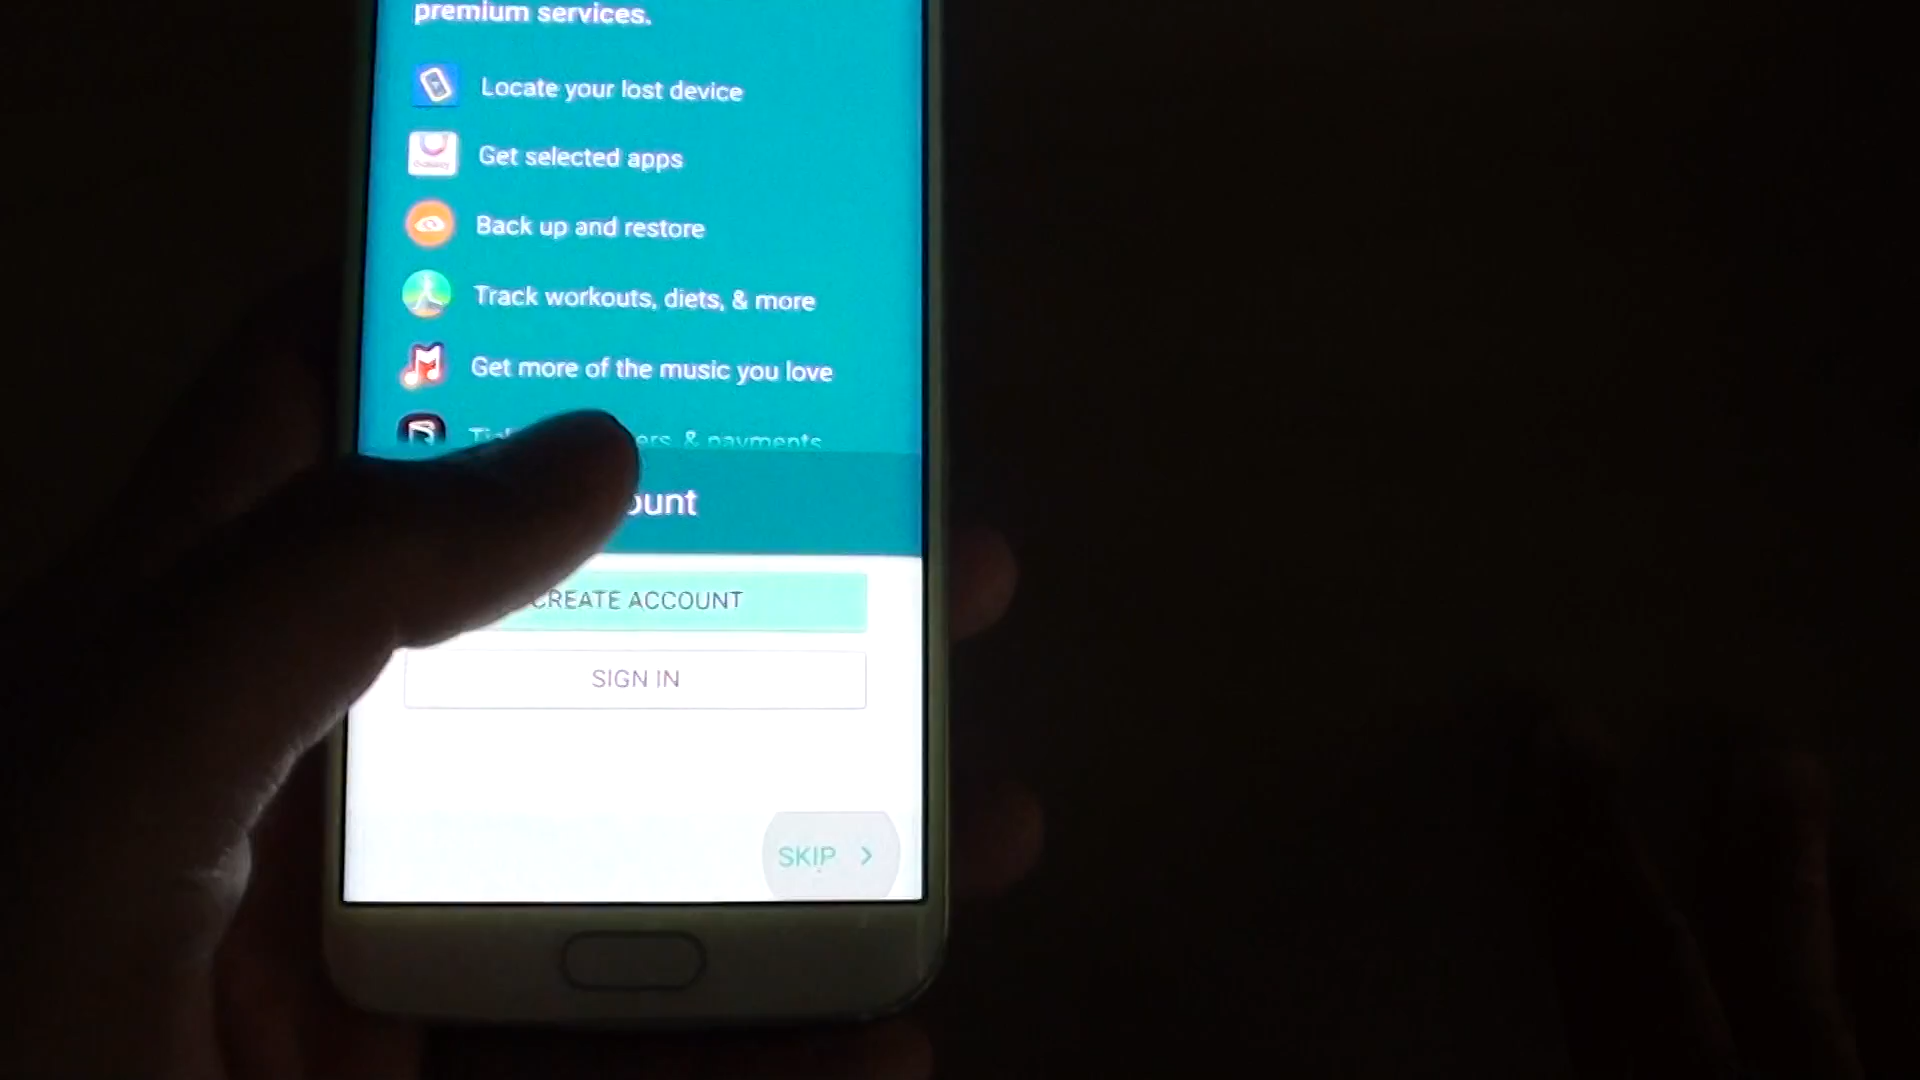 premium services.
Locate your lost device
Get selected apps
Back up and restore
Track workouts, diets, & more
Get more of the music you love
& payments
CREATE ACCOUNT
SIGN IN
SKIP >